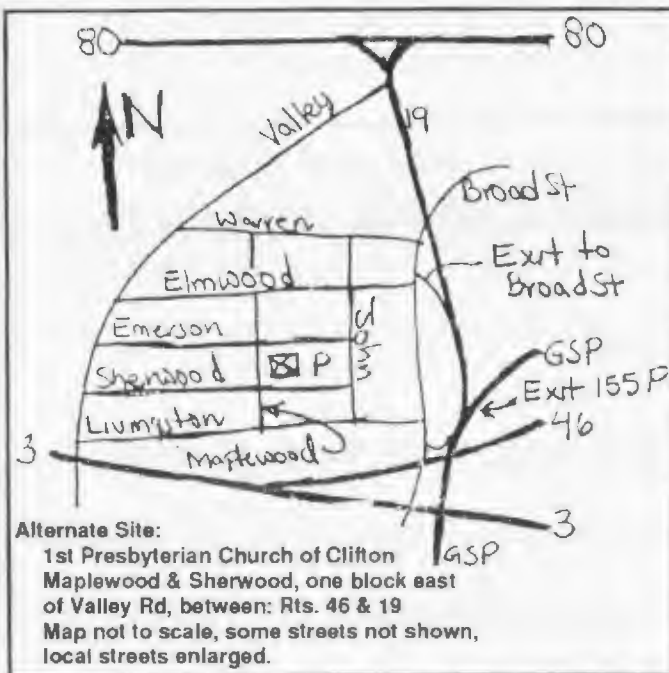 80
80
N
Valley
19
Broad St
Warren
Exit to
Broad St
Elmwood
Emerson
John
GSP
Sherwood
P
Exit 155P
Livingston
46
3
Maplewood
3
GSP
Alternate Site:
1st Presbyterian Church of Clifton
Maplewood & Sherwood, one block east
of Valley Rd, between: Rts. 46 & 19
Map not to scale, some streets not shown,
local streets enlarged.